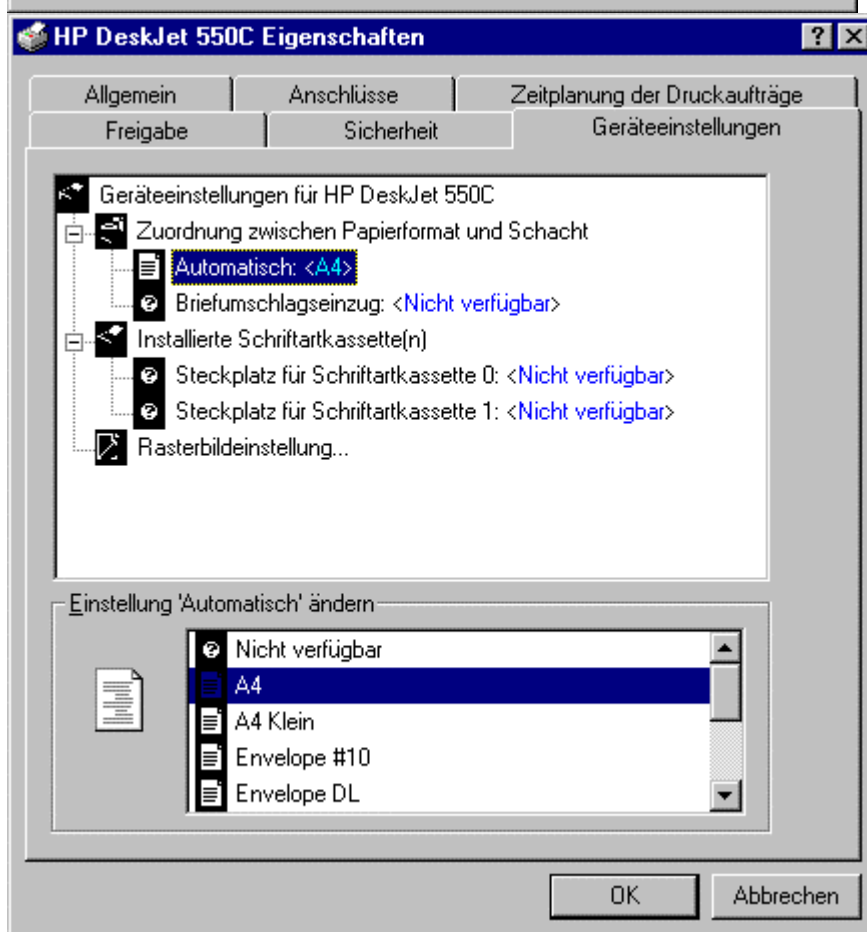 HP DeskJet 550C Eigenschaften
Allgemein Anschlüsse Zeitplanung der Druckaufträge
Freigabe Sicherheit Geräteeinstellungen
Geräteeinstellungen für HP DeskJet 550C
Zuordnung zwischen Papierformat und Schacht
Automatisch: <A4>
Briefumschlagseinzug: <Nicht verfügbar>
Installierte Schriftartkassette(n)
Steckplatz für Schriftartkassette 0: <Nicht verfügbar>
Steckplatz für Schriftartkassette 1: <Nicht verfügbar>
Rasterbildeinstellung...
Einstellung 'Automatisch' ändern
Nicht verfügbar
A4
A4 Klein
Envelope #10
Envelope DL
OK Abbrechen